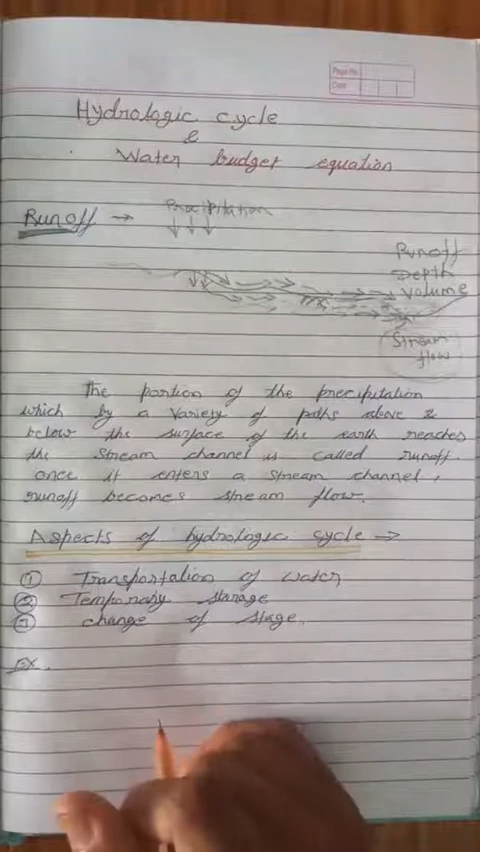 Page No.
Date
Hydrologic cycle
&
Water budget equation
Runoff → Precipitation
Runoff
Depth
Volume
Stream
flow
The portion of the precipitation
which by a variety of paths above &
below the surface of the earth reaches
the stream channel is called runoff.
once it enters a stream channel,
runoff becomes stream flow.
Aspects of hydrologic cycle →
① Transportation of water
② Temporary storage
③ change of stage.
Ex.